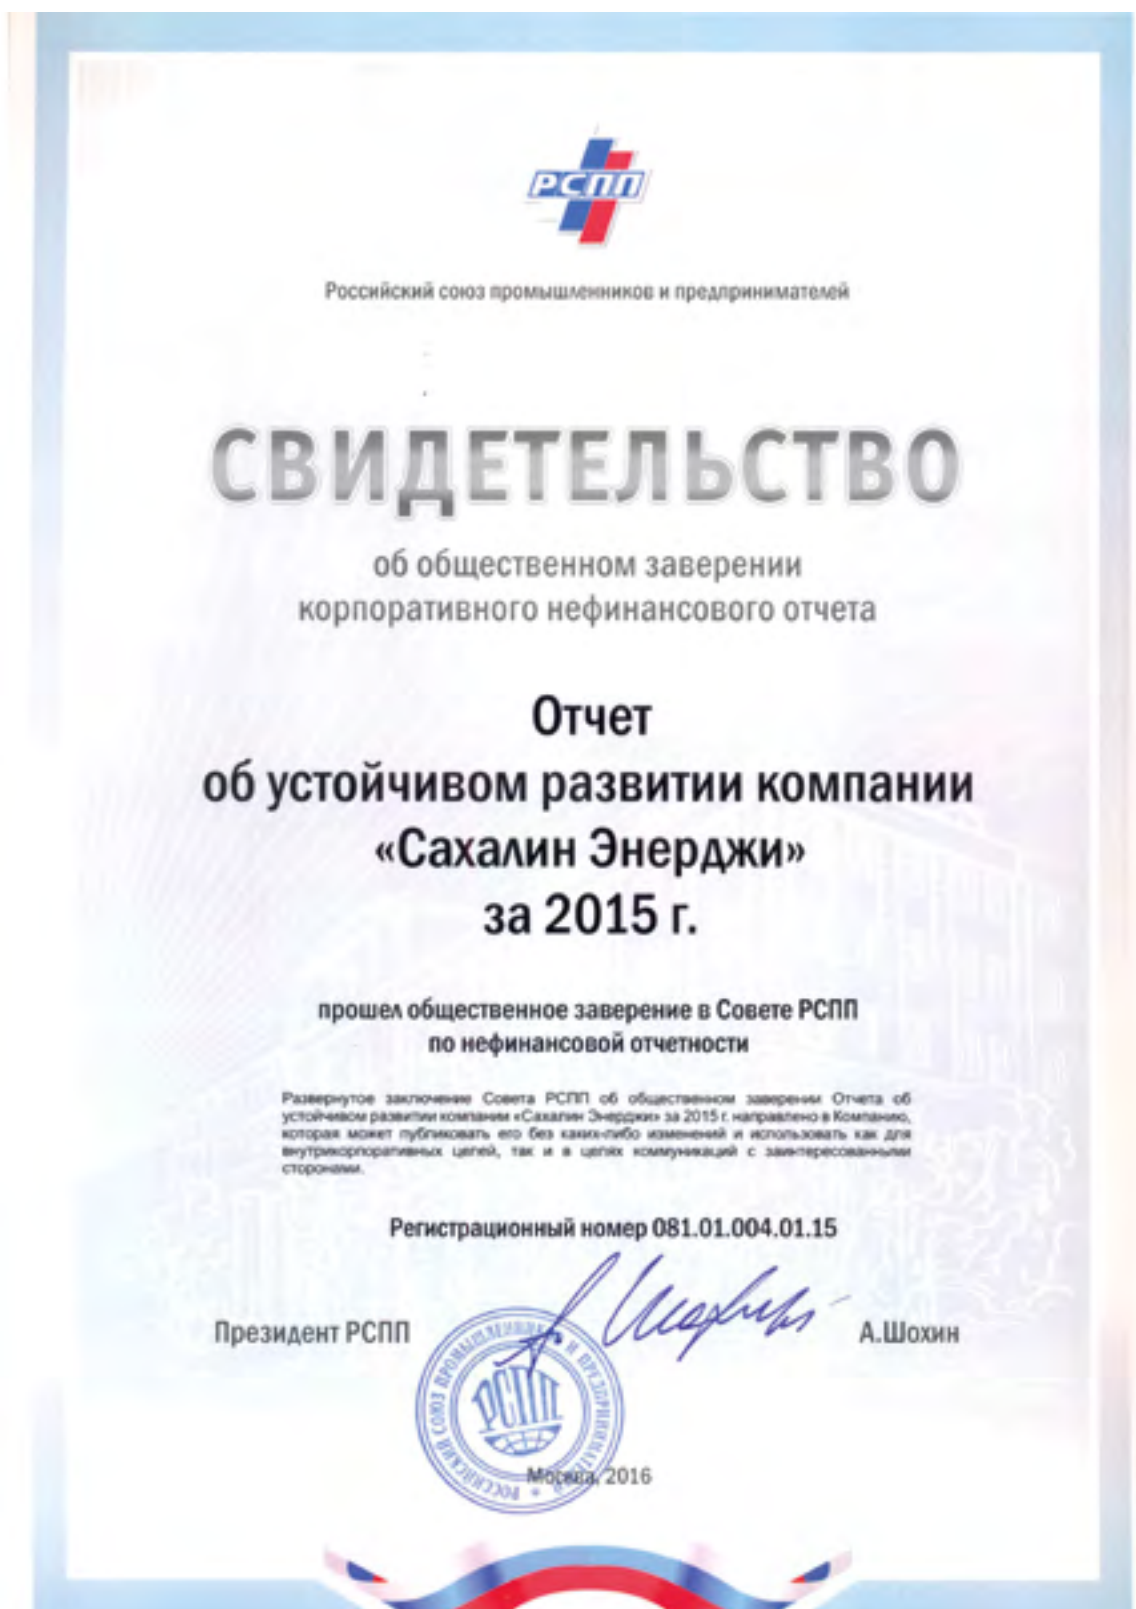 РСПП
Российский союз промышленников и предпринимателей
СВИДЕТЕЛЬСТВО
об общественном заверении
корпоративного нефинансового отчета
Отчет
об устойчивом развитии компании
«Сахалин Энерджи»
за 2015 г.
прошел общественное заверение в Совете РСПП
по нефинансовой отчетности
Развернутое заключение Совета РСПП об общественном заверении Отчета об
устойчивом развитии компании «Сахалин Энерджи» за 2015 г. направлено в Компанию,
которая может публиковать его без каких-либо изменений и использовать как для
внутрикорпоративных целей, так и в целях коммуникаций с заинтересованными
сторонами.
Регистрационный номер 081.01.004.01.15
Президент РСПП
А.Шохин
РОССИЙСКИЙ СОЮЗ ПРОМЫШЛЕННИКОВ И ПРЕДПРИНИМАТЕЛЕЙ
РСПП
Москва, 2016